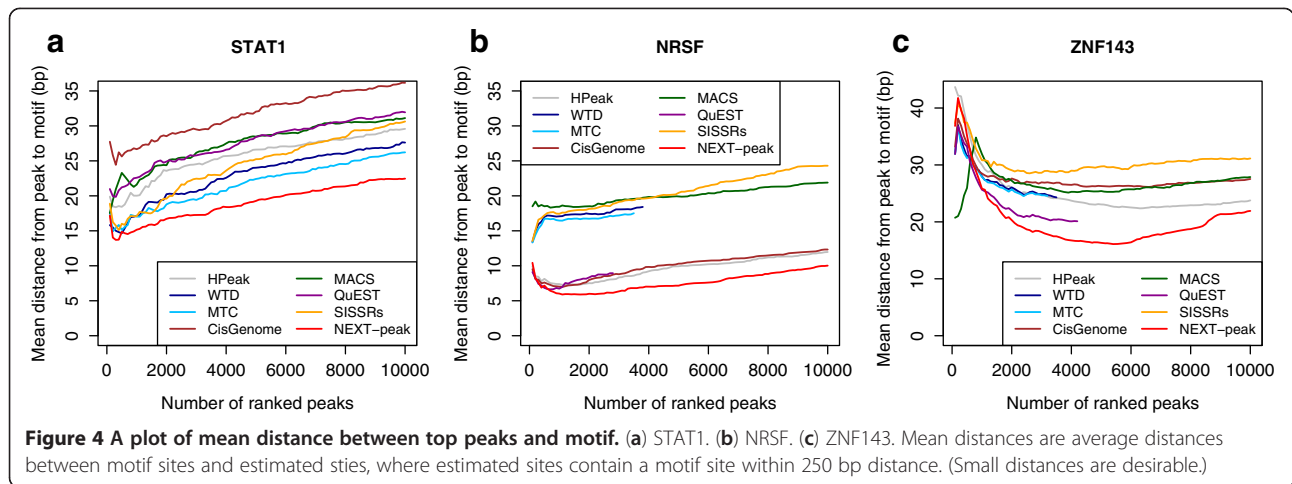 a
STAT1
Mean distance from peak to motif (bp)
35
30
25
20
15
10
5
0
HPeak
WTD
MTC
CisGenome
MACS
QuEST
SISSRs
NEXT−peak
0 2000 4000 6000 8000 10000
Number of ranked peaks
b
NRSF
Mean distance from peak to motif (bp)
35
30
25
20
15
10
5
0
HPeak
WTD
MTC
CisGenome
MACS
QuEST
SISSRs
NEXT−peak
0 2000 4000 6000 8000 10000
Number of ranked peaks
c
ZNF143
Mean distance from peak to motif (bp)
40
30
20
10
0
HPeak
WTD
MTC
CisGenome
MACS
QuEST
SISSRs
NEXT−peak
0 2000 4000 6000 8000 10000
Number of ranked peaks
Figure 4 A plot of mean distance between top peaks and motif. (a) STAT1. (b) NRSF. (c) ZNF143. Mean distances are average distances
between motif sites and estimated sties, where estimated sites contain a motif site within 250 bp distance. (Small distances are desirable.)